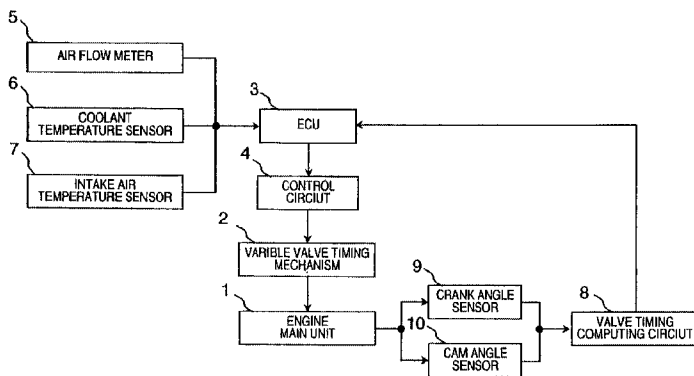 5
AIR FLOW METER
6
COOLANT
TEMPERATURE SENSOR
7
INTAKE AIR
TEMPERATURE SENSOR
3
ECU
4
CONTROL
CIRCIUT
2
VARIBLE VALVE TIMING
MECHANISM
1
ENGINE
MAIN UNIT
9
CRANK ANGLE
SENSOR
10
CAM ANGLE
SENSOR
8
VALVE TIMING
COMPUTING CIRCIUT